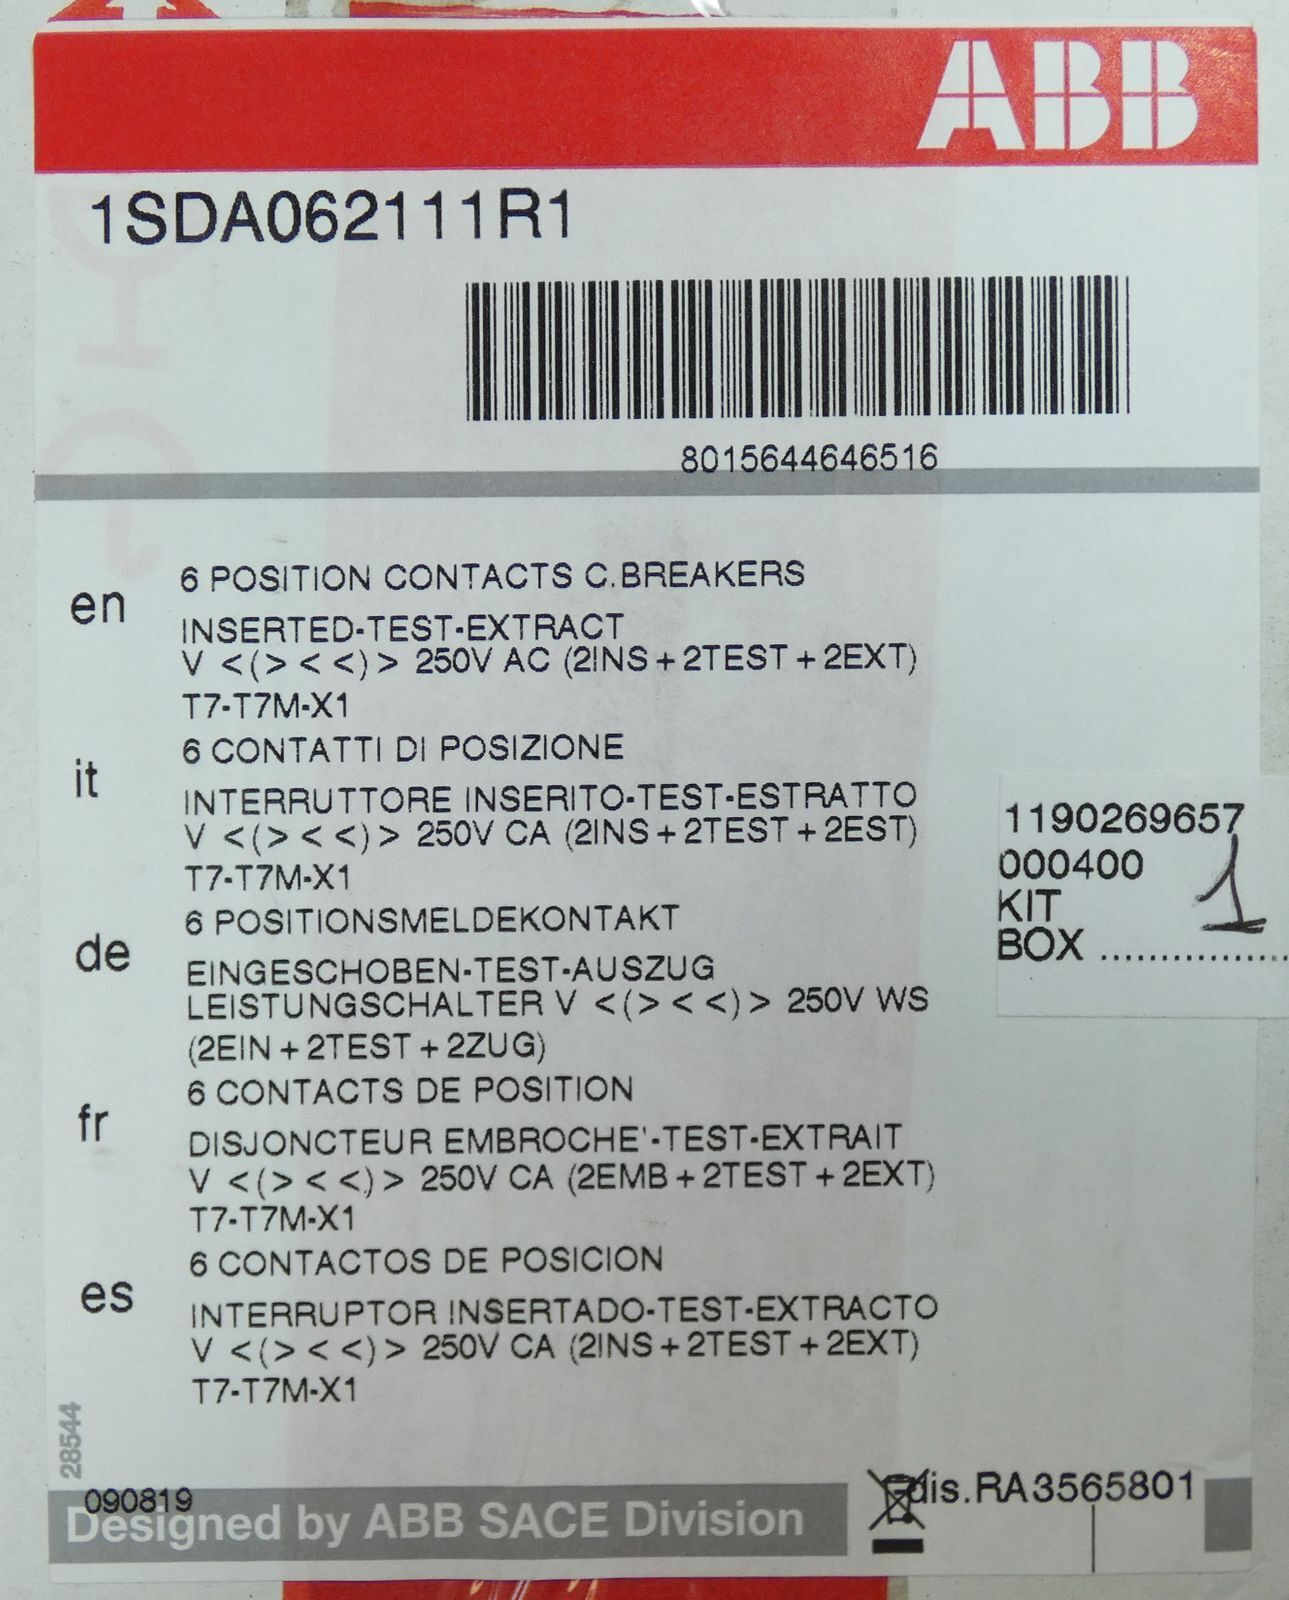 ABB
1SDA062111R1
8015644646516
en
6 POSITION CONTACTS C.BREAKERS
INSERTED-TEST-EXTRACT
V <(><<)> 250V AC (2INS+2TEST+2EXT)
T7-T7M-X1
it
6 CONTATTI DI POSIZIONE
INTERRUTTORE INSERITO-TEST-ESTRATTO
V <(><<)> 250V CA (2INS+2TEST+2EST)
T7-T7M-X1
de
6 POSITIONSMELDEKONTAKT
EINGESCHOBEN-TEST-AUSZUG
LEISTUNGSCHALTER V <(><<)> 250V WS
(2EIN+2TEST+2ZUG)
fr
6 CONTACTS DE POSITION
DISJONCTEUR EMBROCHE'-TEST-EXTRAIT
V <(><<)> 250V CA (2EMB+2TEST+2EXT)
T7-T7M-X1
es
6 CONTACTOS DE POSICION
INTERRUPTOR INSERTADO-TEST-EXTRACTO
V <(><<)> 250V CA (2INS+2TEST+2EXT)
T7-T7M-X1
1190269657
000400
KIT
BOX ................
1
28544
090819
Designed by ABB SACE Division
dis.RA3565801